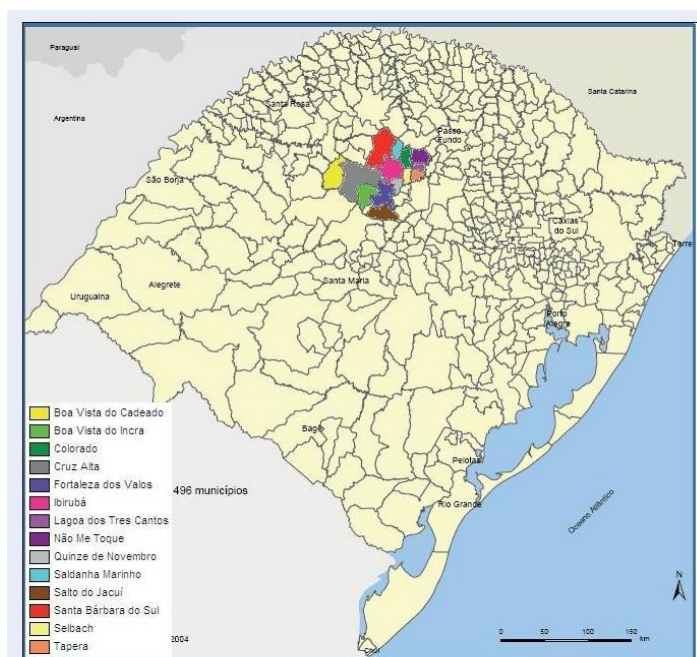 Paraguai
Argentina
Santa Catarina
Santa Rosa
Passo
Fundo
São Borja
Caxias
do Sul
Torre
Santa Maria
Alegrete
Uruguaina
Porto
Alegre
Bagé
Pelotas
Rio Grande
Oceano Atlântico
Chuí
Boa Vista do Cadeado
Boa Vista do Incra
Colorado
Cruz Alta
Fortaleza dos Valos
Ibirubá
Lagoa dos Tres Cantos
Não Me Toque
Quinze de Novembro
Saldanha Marinho
Salto do Jacuí
Santa Bárbara do Sul
Selbach
Tapera
496 municípios
2004
N
0 50 100 150
km